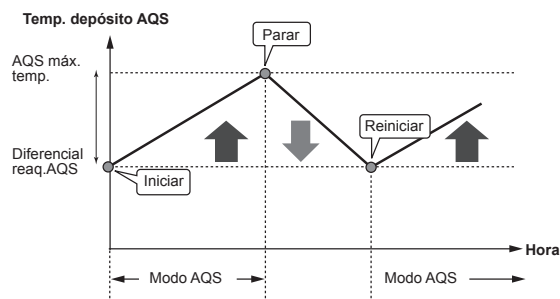 Temp. depósito AQS
Parar
AQS máx.
temp.
Reiniciar
Diferencial
reaq.AQS
Iniciar
Hora
Modo AQS
Modo AQS